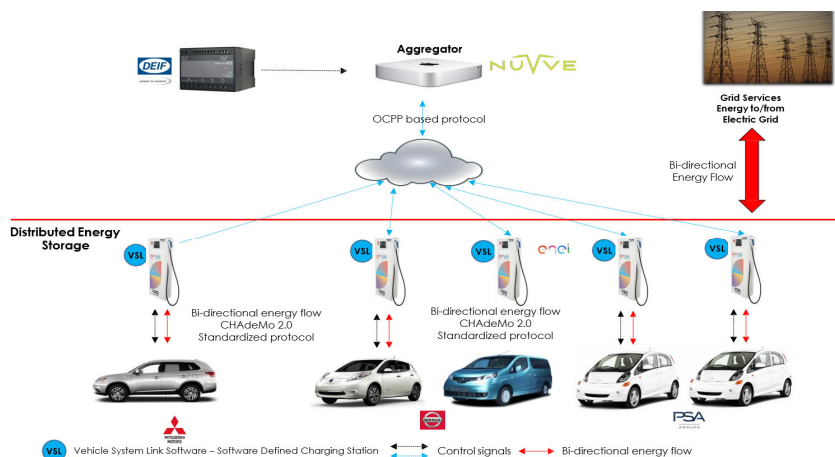 DEIF
Aggregator
NUVVE
OCPP based protocol
Grid Services
Energy to/from
Electric Grid
Bi-directional
Energy Flow
Distributed Energy
Storage
VSL
VSL
VSL
enel
VSL
VSL
Bi-directional energy flow
CHAdeMo 2.0
Standardized protocol
Bi-directional energy flow
CHAdeMo 2.0
Standardized protocol
MITSUBISHI
MOTORS
NISSAN
PSA
GROUPE
VSL
Vehicle System Link Software – Software Defined Charging Station
Control signals
Bi-directional energy flow